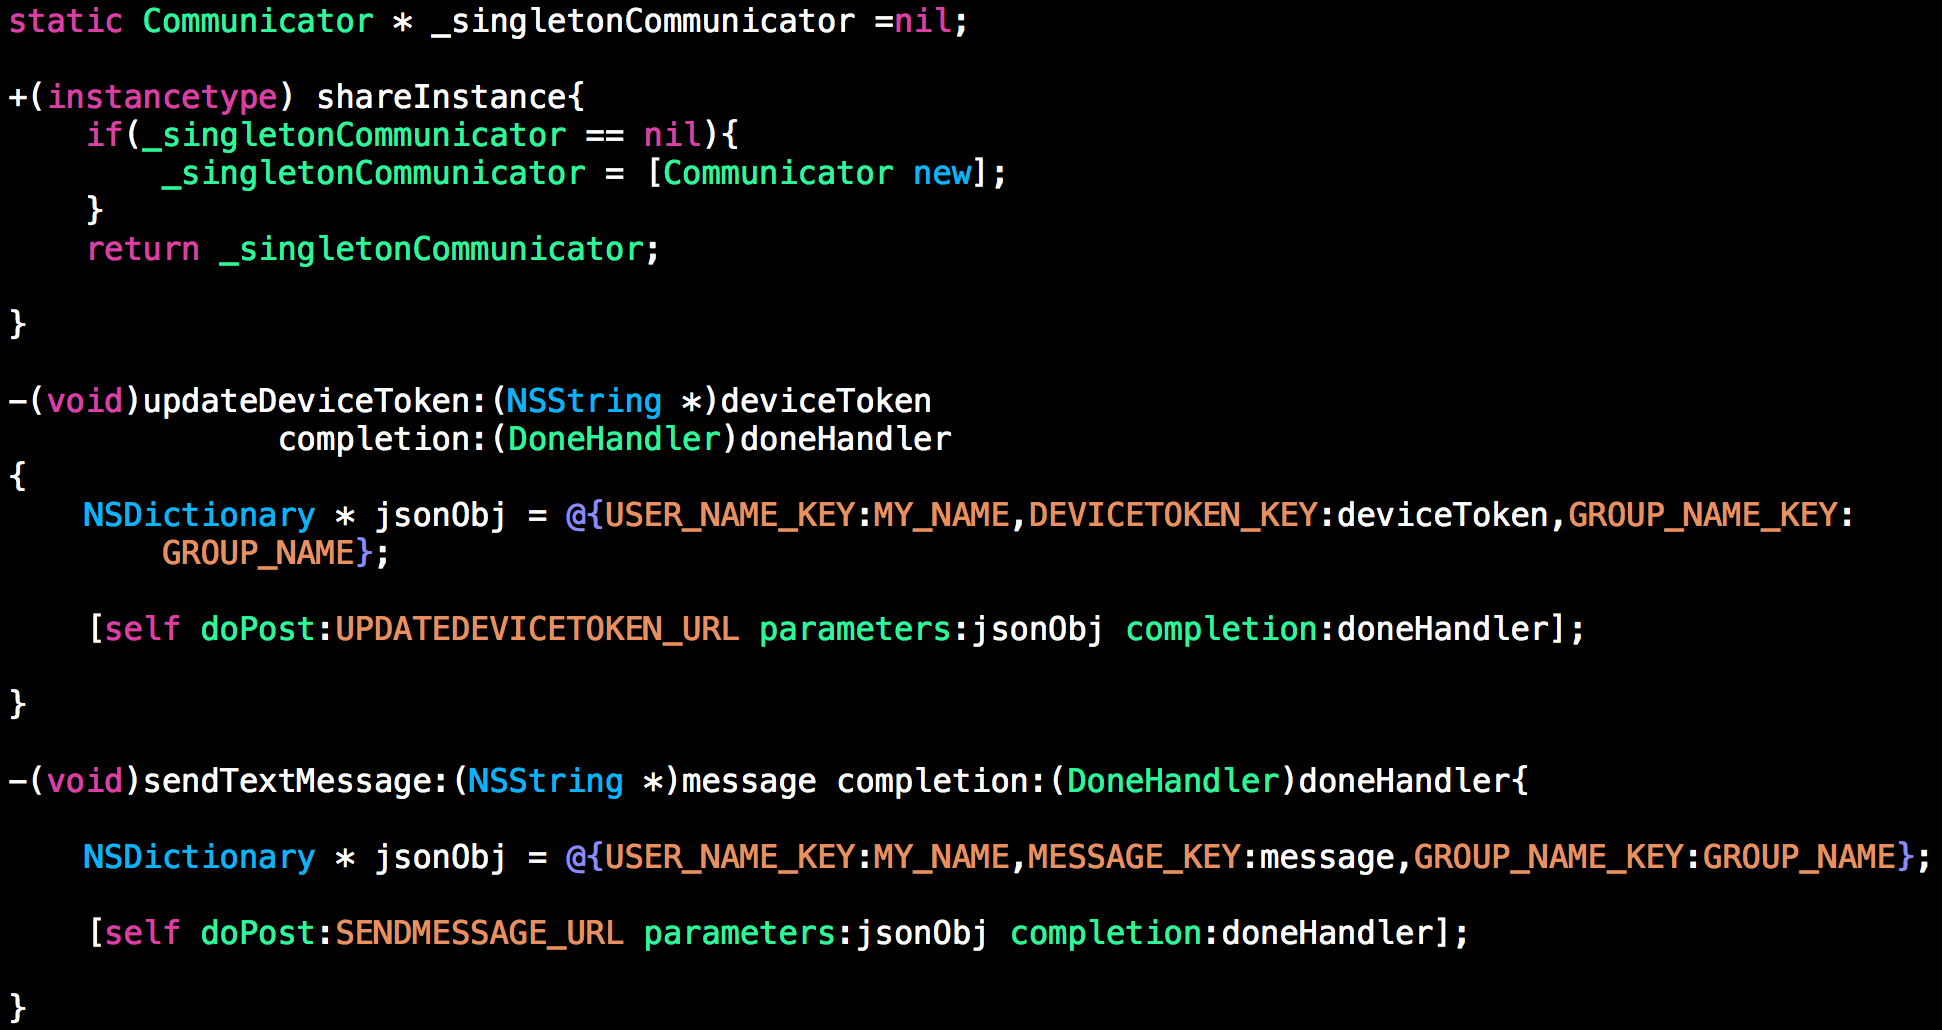 static Communicator * _singletonCommunicator =nil;
+(instancetype) shareInstance{
if(_singletonCommunicator == nil){
_singletonCommunicator = [Communicator new];
}
return _singletonCommunicator;
}
-(void)updateDeviceToken:(NSString *)deviceToken
completion:(DoneHandler)doneHandler
{
NSDictionary * jsonObj = @{USER_NAME_KEY:MY_NAME,DEVICETOKEN_KEY:deviceToken,GROUP_NAME_KEY:
GROUP_NAME};
[self doPost:UPDATEDEVICETOKEN_URL parameters:jsonObj completion:doneHandler];
}
-(void)sendTextMessage:(NSString *)message completion:(DoneHandler)doneHandler{
NSDictionary * jsonObj = @{USER_NAME_KEY:MY_NAME,MESSAGE_KEY:message,GROUP_NAME_KEY:GROUP_NAME};
[self doPost:SENDMESSAGE_URL parameters:jsonObj completion:doneHandler];
}